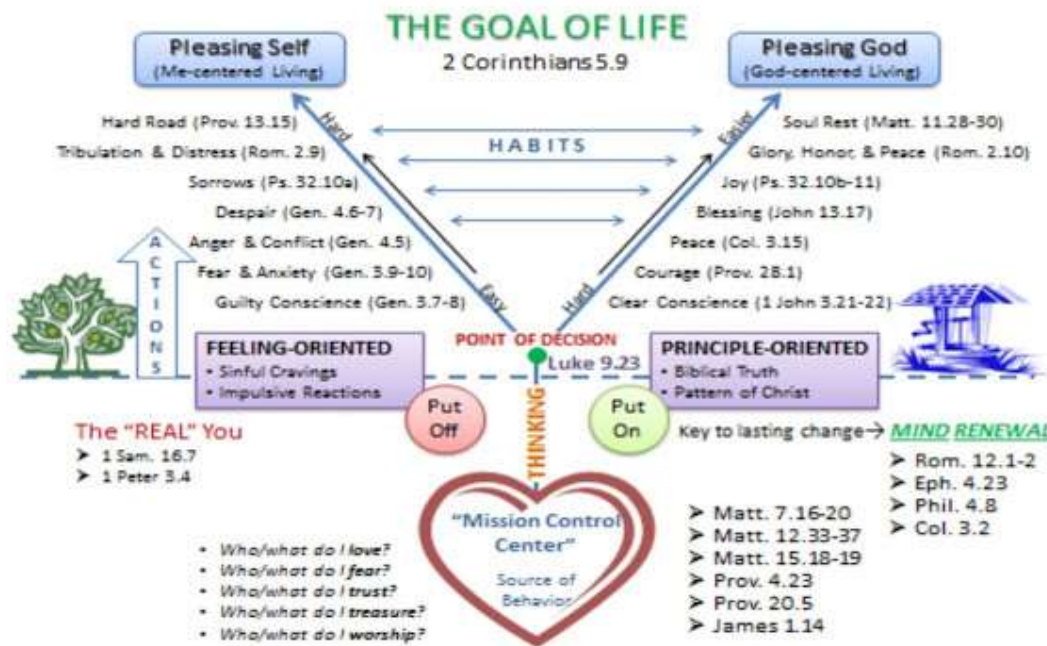 THE GOAL OF LIFE
2 Corinthians 5.9
Pleasing Self
(Me-centered Living)
Pleasing God
(God-centered Living)
Hard
Easier
HABITS
Hard Road (Prov. 13.15)
Tribulation & Distress (Rom. 2.9)
Sorrows (Ps. 32.10a)
Despair (Gen. 4.6-7)
Anger & Conflict (Gen. 4.5)
Fear & Anxiety (Gen. 3.9-10)
Guilty Conscience (Gen. 3.7-8)
Soul Rest (Matt. 11.28-30)
Glory, Honor, & Peace (Rom. 2.10)
Joy (Ps. 32.10b-11)
Blessing (John 13.17)
Peace (Col. 3.15)
Courage (Prov. 28.1)
Clear Conscience (1 John 3.21-22)
ACTIONS
Easy
Hard
POINT OF DECISION
Luke 9.23
FEELING-ORIENTED
• Sinful Cravings
• Impulsive Reactions
PRINCIPLE-ORIENTED
• Biblical Truth
• Pattern of Christ
Put
Off
Put
On
THINKING
The "REAL" You
➢ 1 Sam. 16.7
➢ 1 Peter 3.4
Key to lasting change→ MIND RENEWAL
➢ Rom. 12.1-2
➢ Eph. 4.23
➢ Phil. 4.8
➢ Col. 3.2
"Mission Control
Center"
Source of
Behavior
• Who/what do I love?
• Who/what do I fear?
• Who/what do I trust?
• Who/what do I treasure?
• Who/what do I worship?
➢ Matt. 7.16-20
➢ Matt. 12.33-37
➢ Matt. 15.18-19
➢ Prov. 4.23
➢ Prov. 20.5
➢ James 1.14